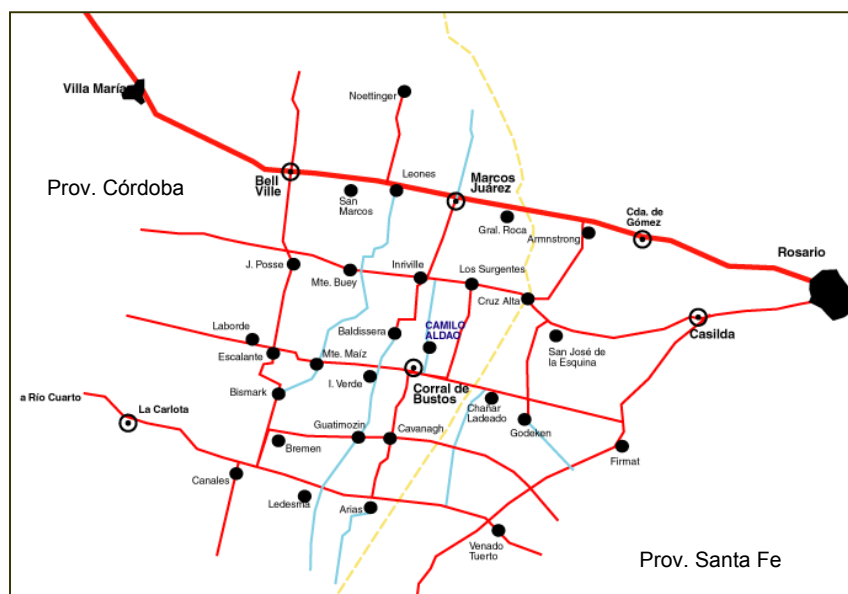 Villa María
Noettinger
Prov. Córdoba
Bell
Ville
San
Marcos
Leones
Marcos
Juárez
Gral. Roca
Armnstrong
Cda. de
Gómez
Rosario
J. Posse
Mte. Buey
Inriville
Los Surgentes
Cruz Alta
Laborde
Escalante
Baldissera
CAMILO
ALDAO
San José de
la Esquina
Casilda
Mte. Maíz
I. Verde
Corral de
Bustos
Bismark
a Río Cuarto
La Carlota
Chañar
Ladeado
Godeken
Guatimozin
Cavanagh
Bremen
Firmat
Canales
Ledesma
Arias
Venado
Tuerto
Prov. Santa Fe